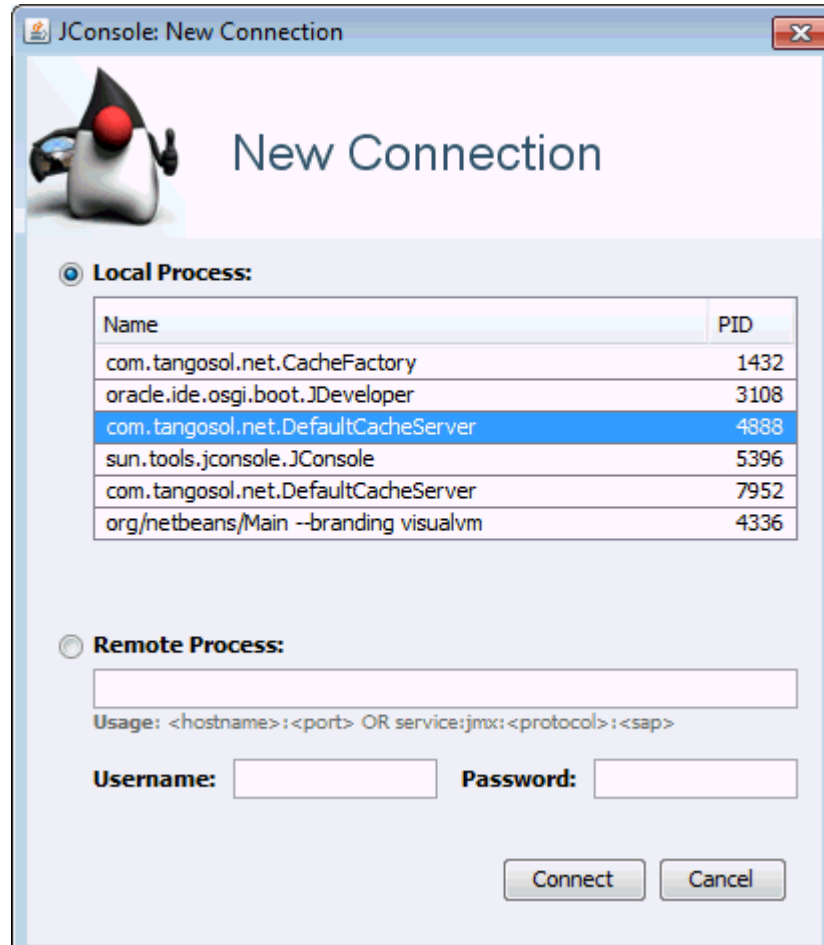 JConsole: New Connection
New Connection
Local Process:
Name PID
com.tangosol.net.CacheFactory 1432
oracle.ide.osgi.boot.JDeveloper 3108
com.tangosol.net.DefaultCacheServer 4888
sun.tools.jconsole.JConsole 5396
com.tangosol.net.DefaultCacheServer 7952
org/netbeans/Main --branding visualvm 4336
Remote Process:
Usage: <hostname>:<port> OR service:jmx:<protocol>:<sap>
Username: Password:
Connect Cancel